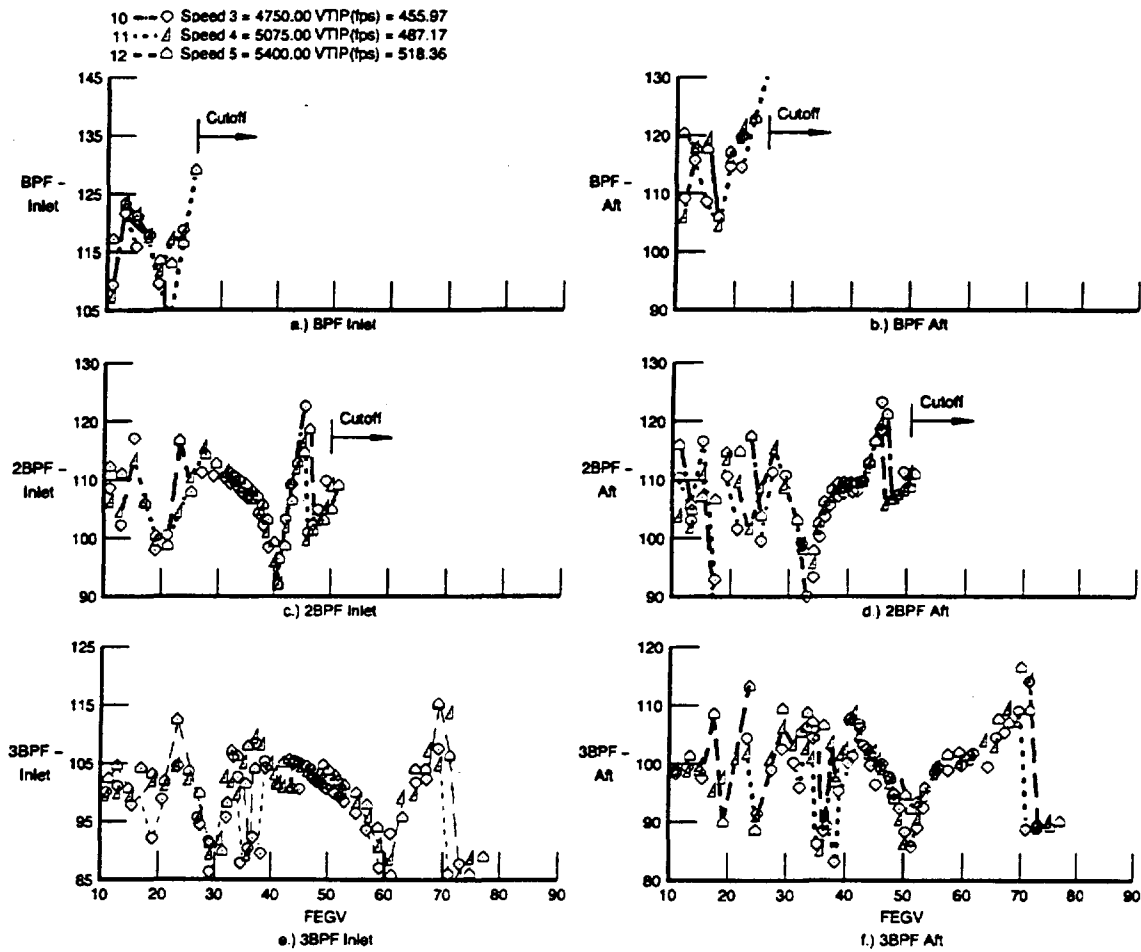 10 Speed 3 = 4750.00 VTIP(fps) = 455.97
11 Speed 4 = 5075.00 VTIP(fps) = 487.17
12 Speed 5 = 5400.00 VTIP(fps) = 518.36
145
135
125
115
105
BPF –
Inlet
Cutoff
a.) BPF Inlet
130
120
110
100
90
BPF –
Aft
Cutoff
b.) BPF Aft
130
120
110
100
90
2BPF –
Inlet
Cutoff
c.) 2BPF Inlet
130
120
110
100
90
2BPF –
Aft
Cutoff
d.) 2BPF Aft
125
115
105
95
85
3BPF –
Inlet
10 20 30 40 50 60 70 80 90
FEGV
e.) 3BPF Inlet
120
110
100
90
80
3BPF –
Aft
10 20 30 40 50 60 70 80 90
FEGV
f.) 3BPF Aft